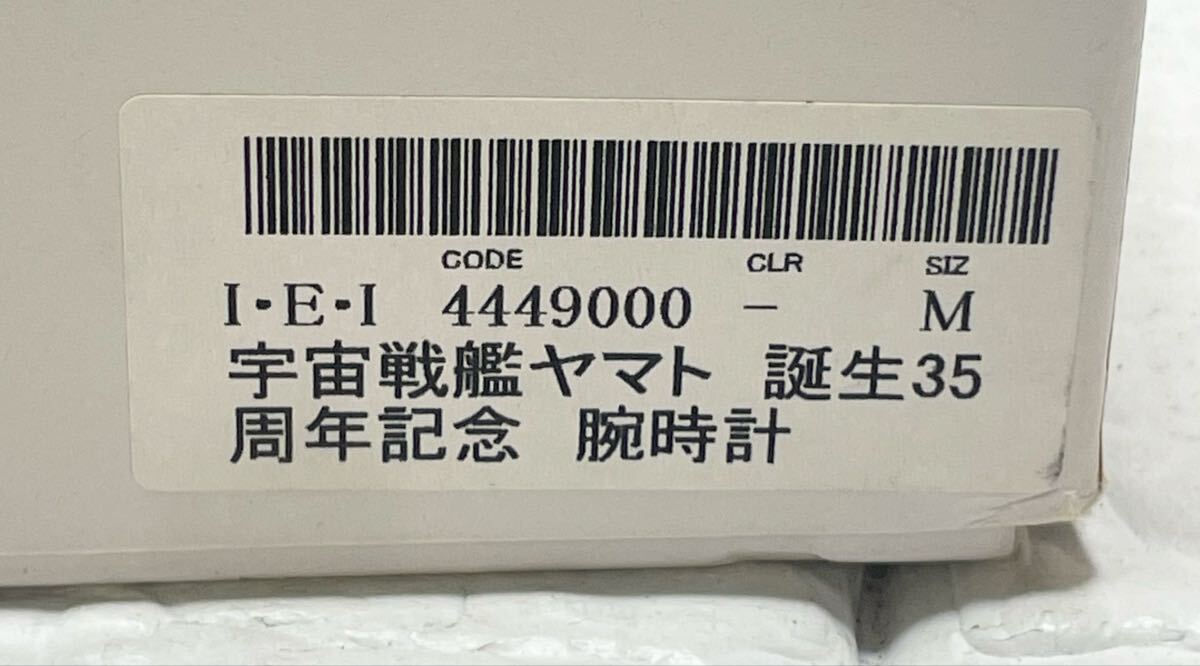 CODE CLR SIZ
I・E・I 4449000 － M
宇宙戦艦ヤマト 誕生35
周年記念 腕時計